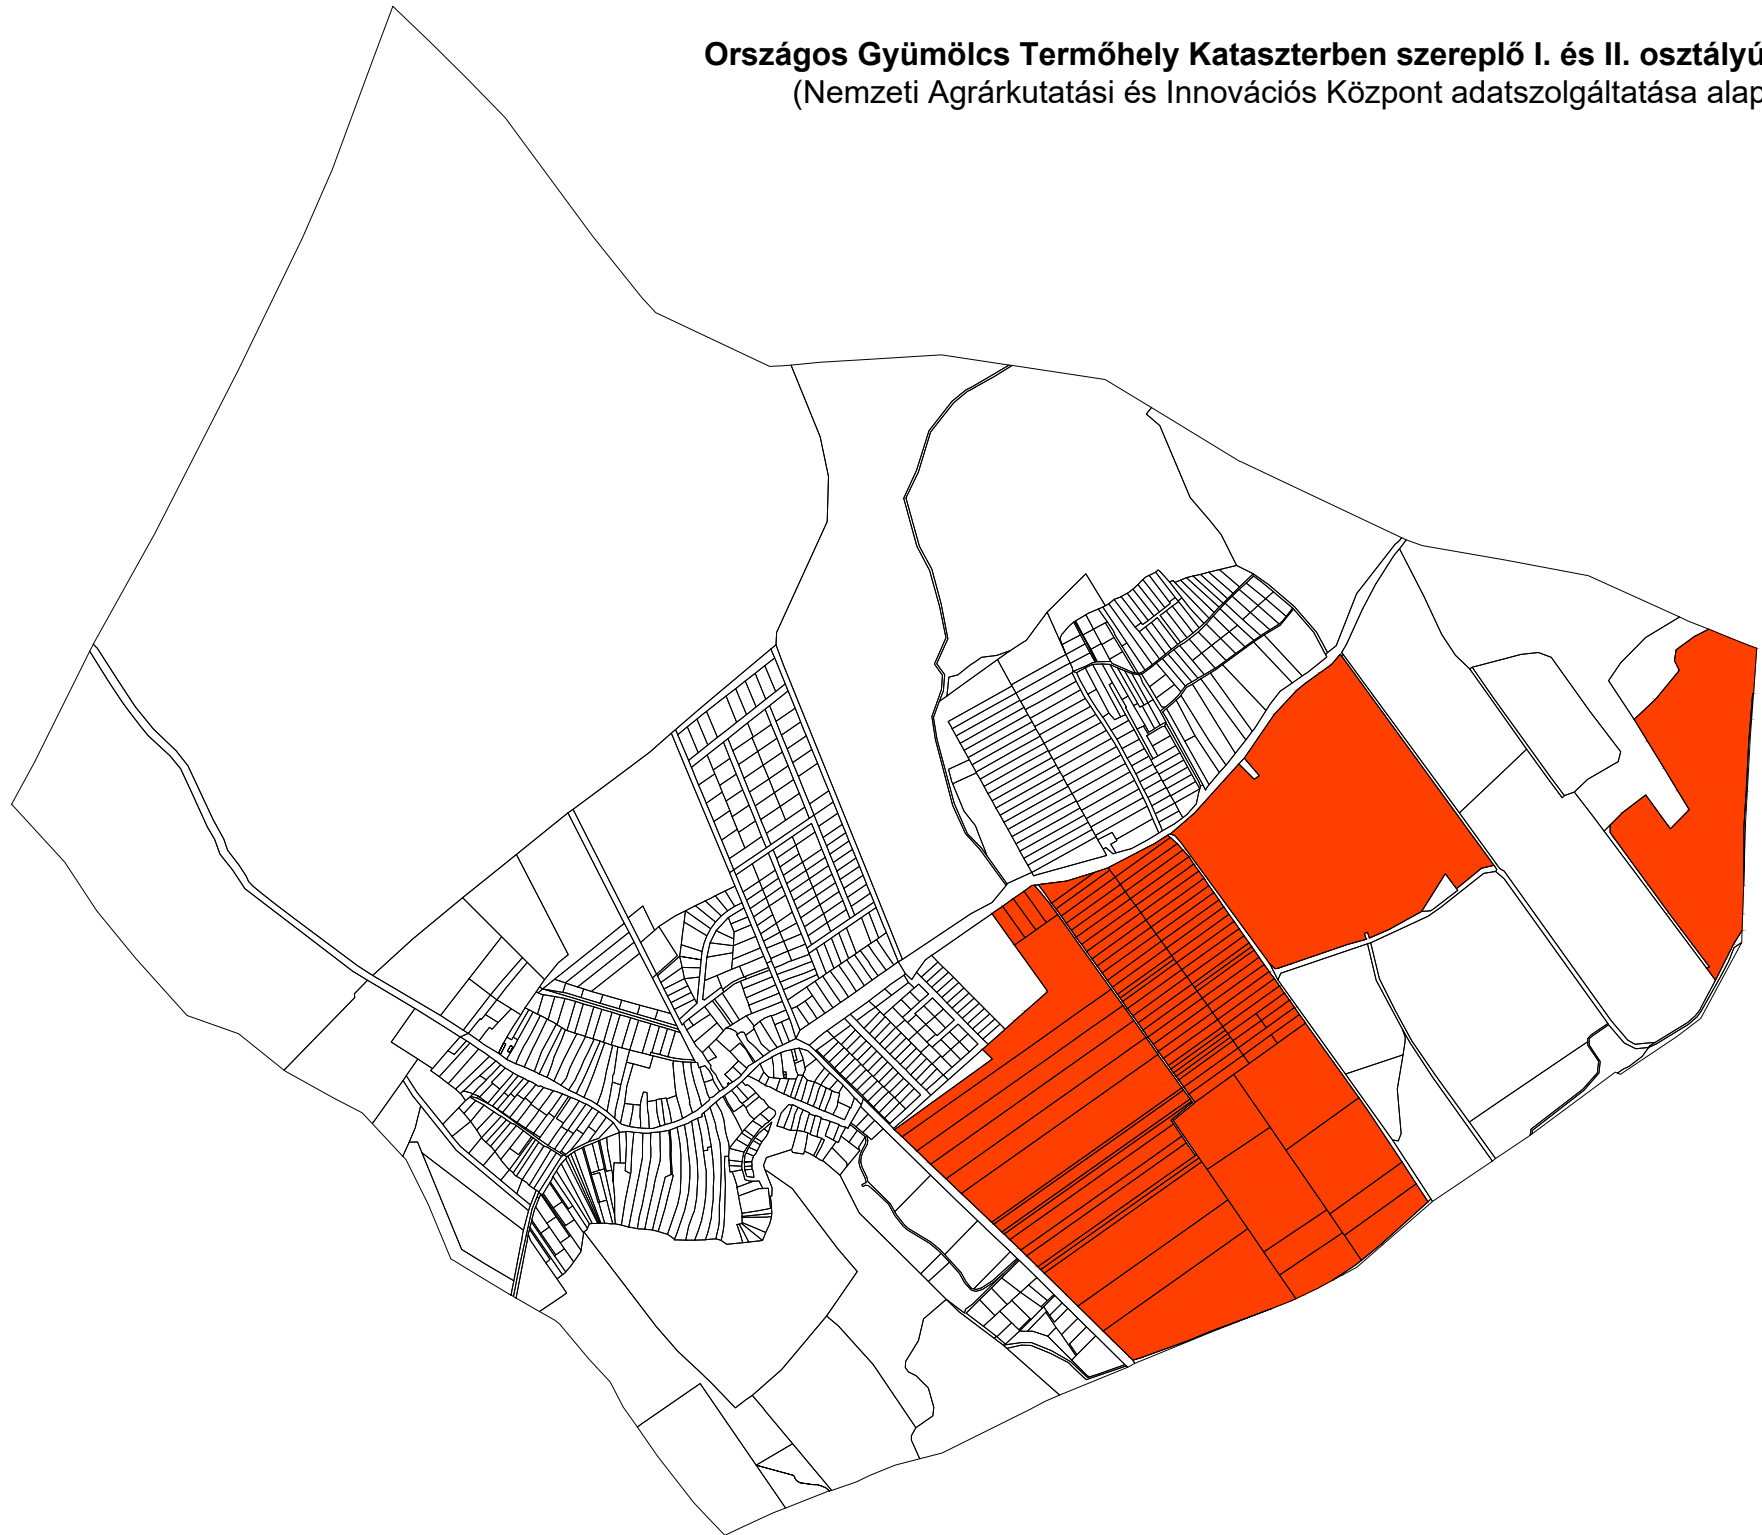 Országos Gyümölcs Termőhely Kataszterben szereplő I. és II. osztályú
(Nemzeti Agrárkutatási és Innovációs Központ adatszolgáltatása alap